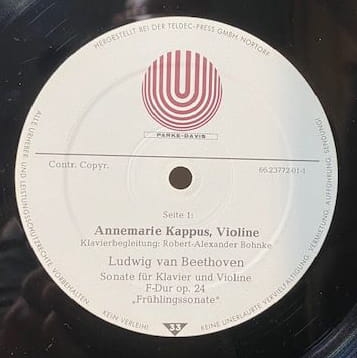 HERGESTELLT BEI DER TELDEC-PRESS GMBH. NORTORF
PARKE-DAVIS
Contr. Copyr.
66.23772-01-1
Seite 1:
Annemarie Kappus, Violine
Klavierbegleitung: Robert-Alexander Bohnke
Ludwig van Beethoven
Sonate für Klavier und Violine
F-Dur op. 24
„Frühlingssonate"
ALLE URHEBER- UND LEISTUNGSSCHUTZRECHTE VORBEHALTEN
KEIN VERLEIH!
33
KEINE UNERLAUBTE VERVIELFÄLTIGUNG, VERMIETUNG, AUFFÜHRUNG, SENDUNG!